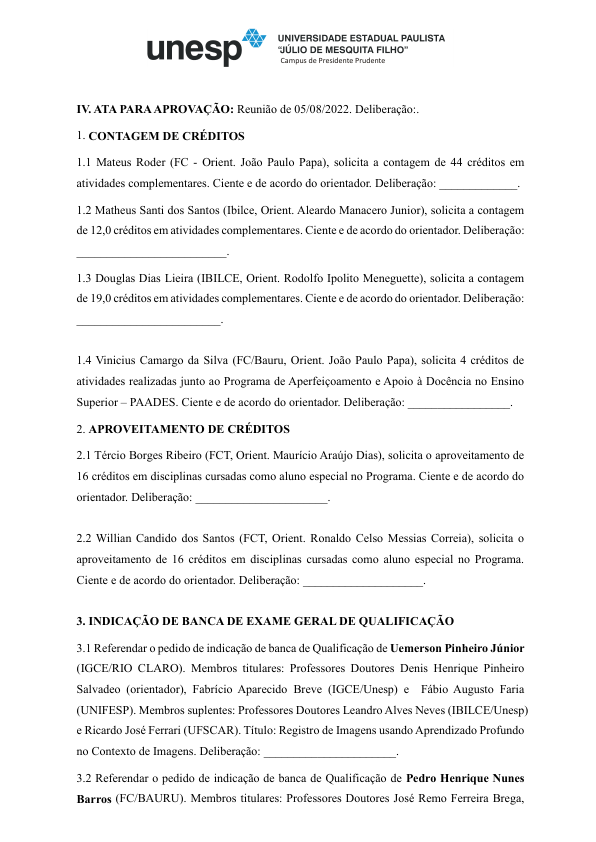 unesp
UNIVERSIDADE ESTADUAL PAULISTA
"JÚLIO DE MESQUITA FILHO"
Campus de Presidente Prudente
IV. ATA PARA APROVAÇÃO: Reunião de 05/08/2022. Deliberação:.
1. CONTAGEM DE CRÉDITOS
1.1 Mateus Roder (FC - Orient. João Paulo Papa), solicita a contagem de 44 créditos em
atividades complementares. Ciente e de acordo do orientador. Deliberação: _____________.
1.2 Matheus Santi dos Santos (Ibilce, Orient. Aleardo Manacero Junior), solicita a contagem
de 12,0 créditos em atividades complementares. Ciente e de acordo do orientador. Deliberação:
_________________________.
1.3 Douglas Dias Lieira (IBILCE, Orient. Rodolfo Ipolito Meneguette), solicita a contagem
de 19,0 créditos em atividades complementares. Ciente e de acordo do orientador. Deliberação:
________________________.
1.4 Vinicius Camargo da Silva (FC/Bauru, Orient. João Paulo Papa), solicita 4 créditos de
atividades realizadas junto ao Programa de Aperfeiçoamento e Apoio à Docência no Ensino
Superior – PAADES. Ciente e de acordo do orientador. Deliberação: _________________.
2. APROVEITAMENTO DE CRÉDITOS
2.1 Tércio Borges Ribeiro (FCT, Orient. Maurício Araújo Dias), solicita o aproveitamento de
16 créditos em disciplinas cursadas como aluno especial no Programa. Ciente e de acordo do
orientador. Deliberação: ______________________.
2.2 Willian Candido dos Santos (FCT, Orient. Ronaldo Celso Messias Correia), solicita o
aproveitamento de 16 créditos em disciplinas cursadas como aluno especial no Programa.
Ciente e de acordo do orientador. Deliberação: ____________________.
3. INDICAÇÃO DE BANCA DE EXAME GERAL DE QUALIFICAÇÃO
3.1 Referendar o pedido de indicação de banca de Qualificação de Uemerson Pinheiro Júnior
(IGCE/RIO CLARO). Membros titulares: Professores Doutores Denis Henrique Pinheiro
Salvadeo (orientador), Fabrício Aparecido Breve (IGCE/Unesp) e Fábio Augusto Faria
(UNIFESP). Membros suplentes: Professores Doutores Leandro Alves Neves (IBILCE/Unesp)
e Ricardo José Ferrari (UFSCAR). Título: Registro de Imagens usando Aprendizado Profundo
no Contexto de Imagens. Deliberação: ______________________.
3.2 Referendar o pedido de indicação de banca de Qualificação de Pedro Henrique Nunes
Barros (FC/BAURU). Membros titulares: Professores Doutores José Remo Ferreira Brega,